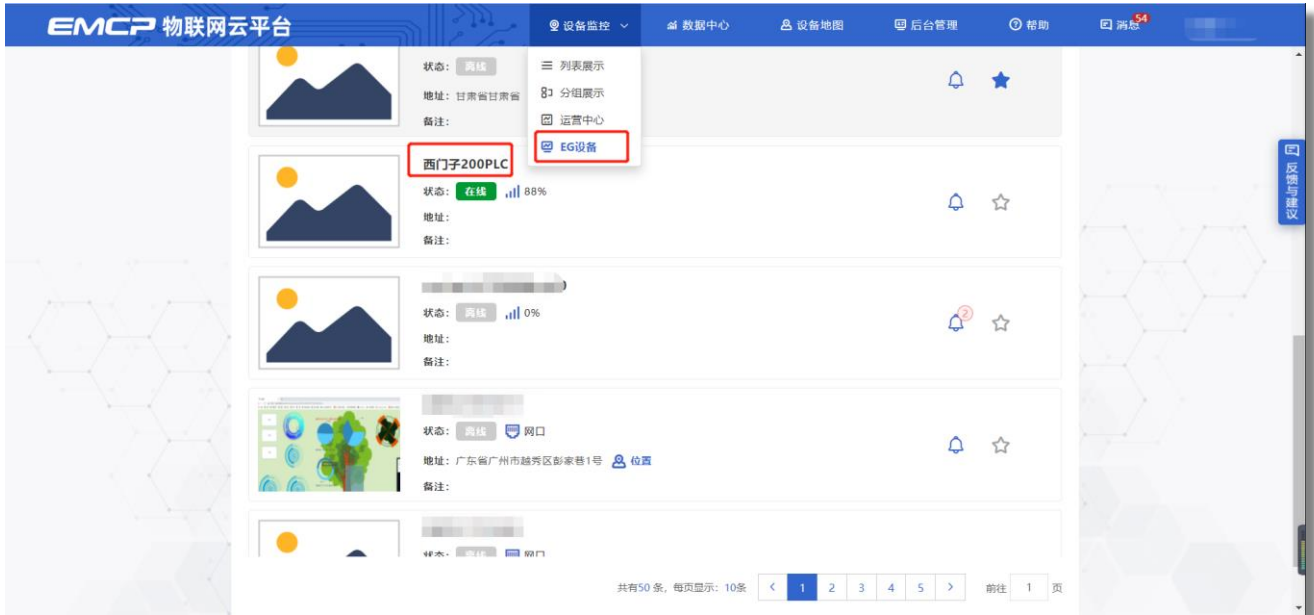 EMCP 物联网云平台
设备监控
数据中心
设备地图
后台管理
帮助
消息
54
列表展示
分组展示
运营中心
EG设备
状态: 离线
地址: 甘肃省甘肃省
备注:
西门子200PLC
状态: 在线 88%
地址:
备注:
状态: 离线 0%
地址:
备注:
2
状态: 离线 网口
地址: 广东省广州市越秀区彭家巷1号 位置
备注:
状态: 离线 网口
共有50 条, 每页显示: 10条 < 1 2 3 4 5 > 前往 1 页
反馈与建议